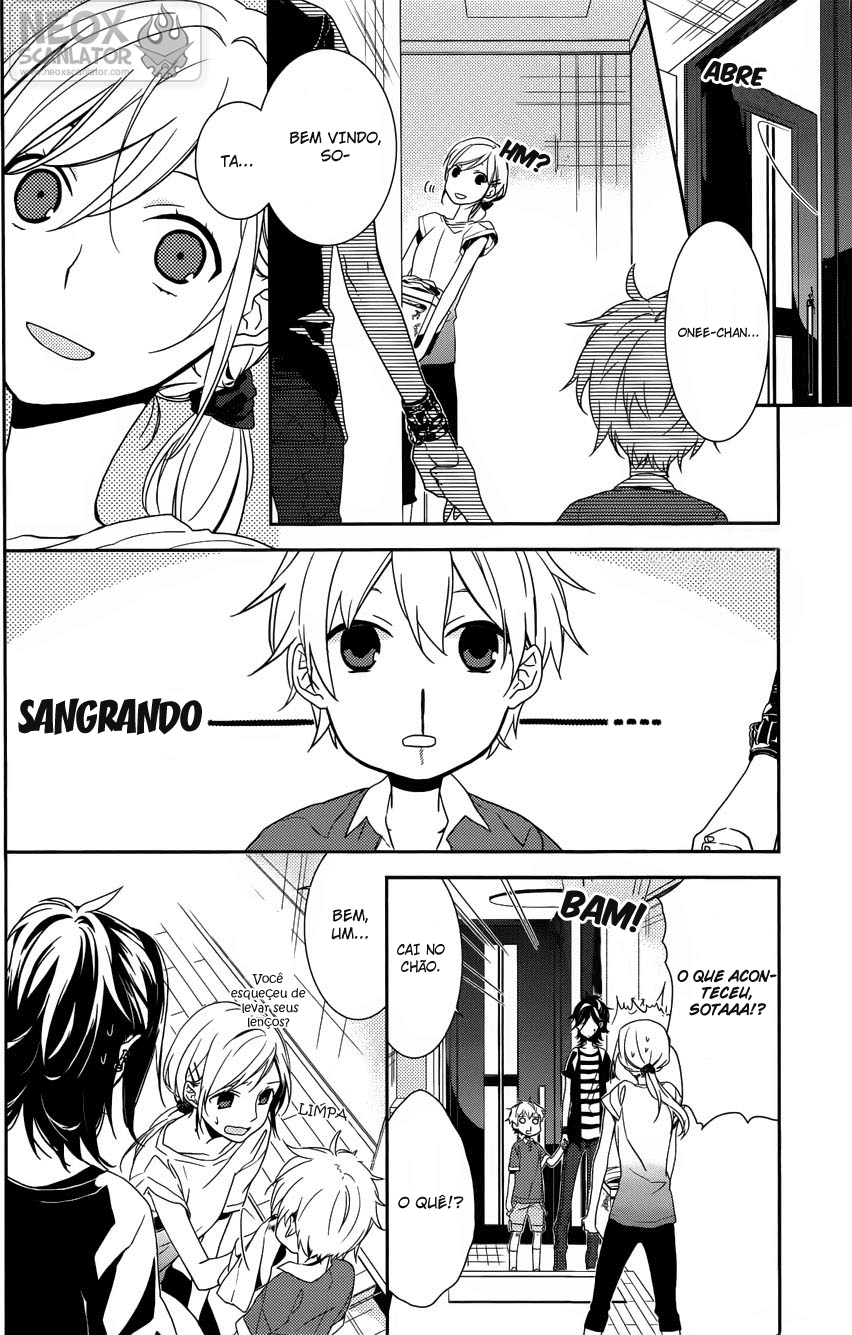 NEOX
SCANLATOR
www.neoxscanlator.com
ABRE
ONEE-CHAN...
HM?
BEM VINDO,
SO-
TA...
SANGRANDO
BAM!
O QUE ACON-
TECEU,
SOTAAA!?
CAI NO
CHÃO.
O QUÊ!?
BEM,
UM...
Você
esqueçeu de
levar seus
lenços?
LIMPA